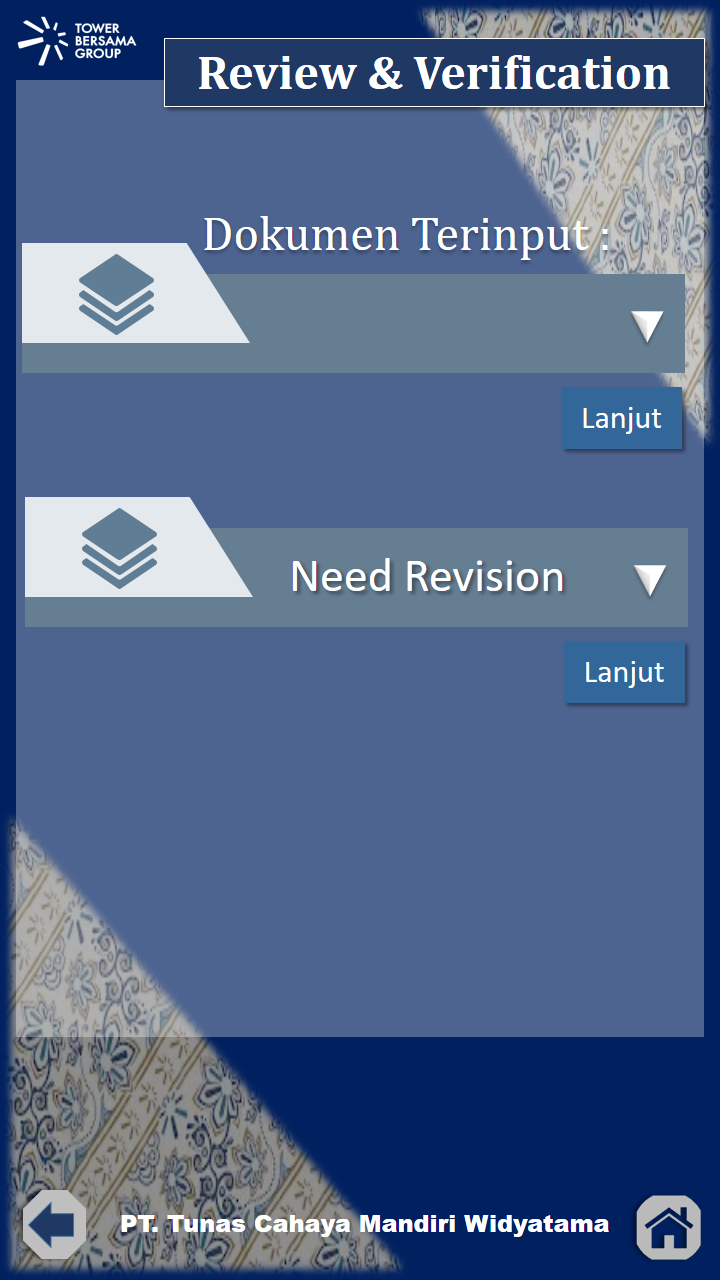 TOWER
BERSAMA
GROUP
Review & Verification
Dokumen Terinput :
Lanjut
Need Revision
Lanjut
PT. Tunas Cahaya Mandiri Widyatama